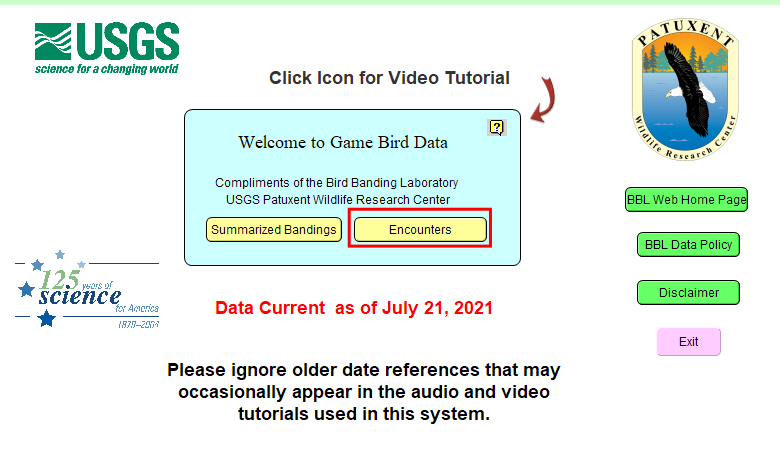 USGS
science for a changing world
Click Icon for Video Tutorial
PATUXENT
Wildlife Research Center
?
Welcome to Game Bird Data
Compliments of the Bird Banding Laboratory
USGS Patuxent Wildlife Research Center
Summarized Bandings
Encounters
BBL Web Home Page
BBL Data Policy
Disclaimer
Exit
125 years of
science
for America
Data Current as of July 21, 2021
Please ignore older date references that may
occasionally appear in the audio and video
tutorials used in this system.